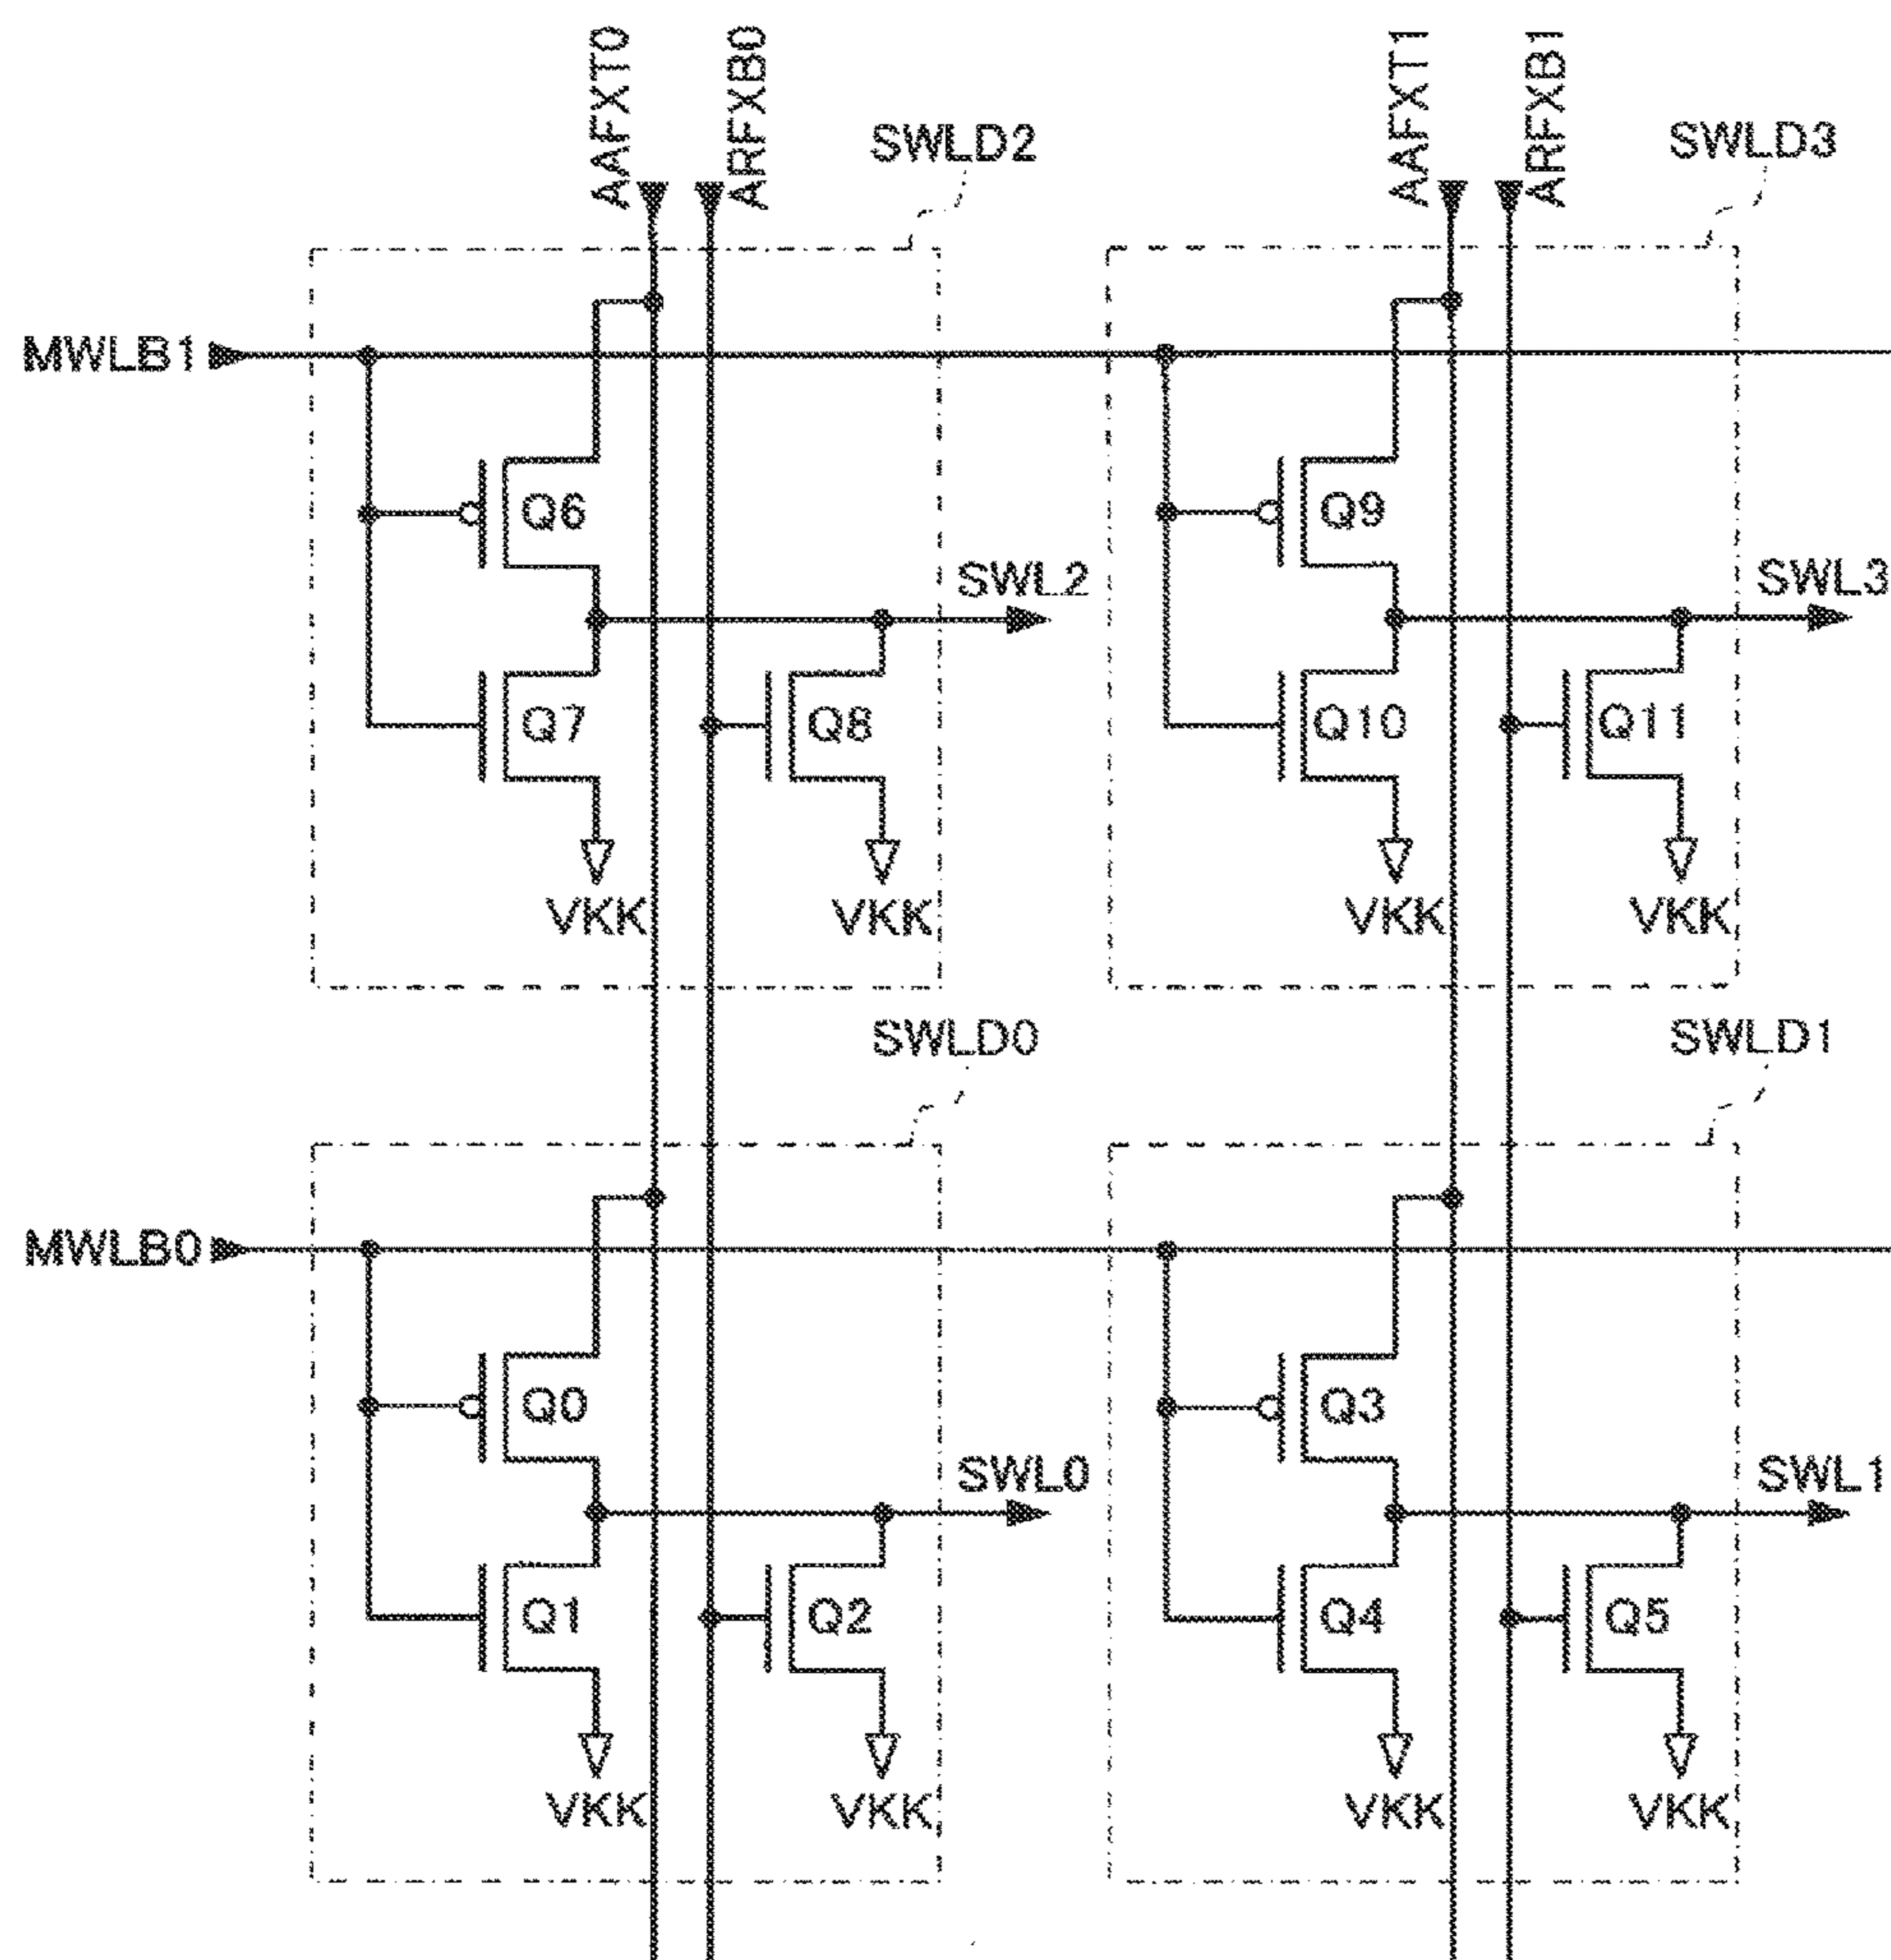 AAFXT0
ARFXB0
AAFXT1
ARFXB1
SWLD2
SWLD3
MWLB1
Q6
Q9
SWL2
SWL3
Q7
Q8
Q10
Q11
VKK
VKK
VKK
VKK
SWLD0
SWLD1
MWLB0
Q0
Q3
SWL0
SWL1
Q1
Q2
Q4
Q5
VKK
VKK
VKK
VKK